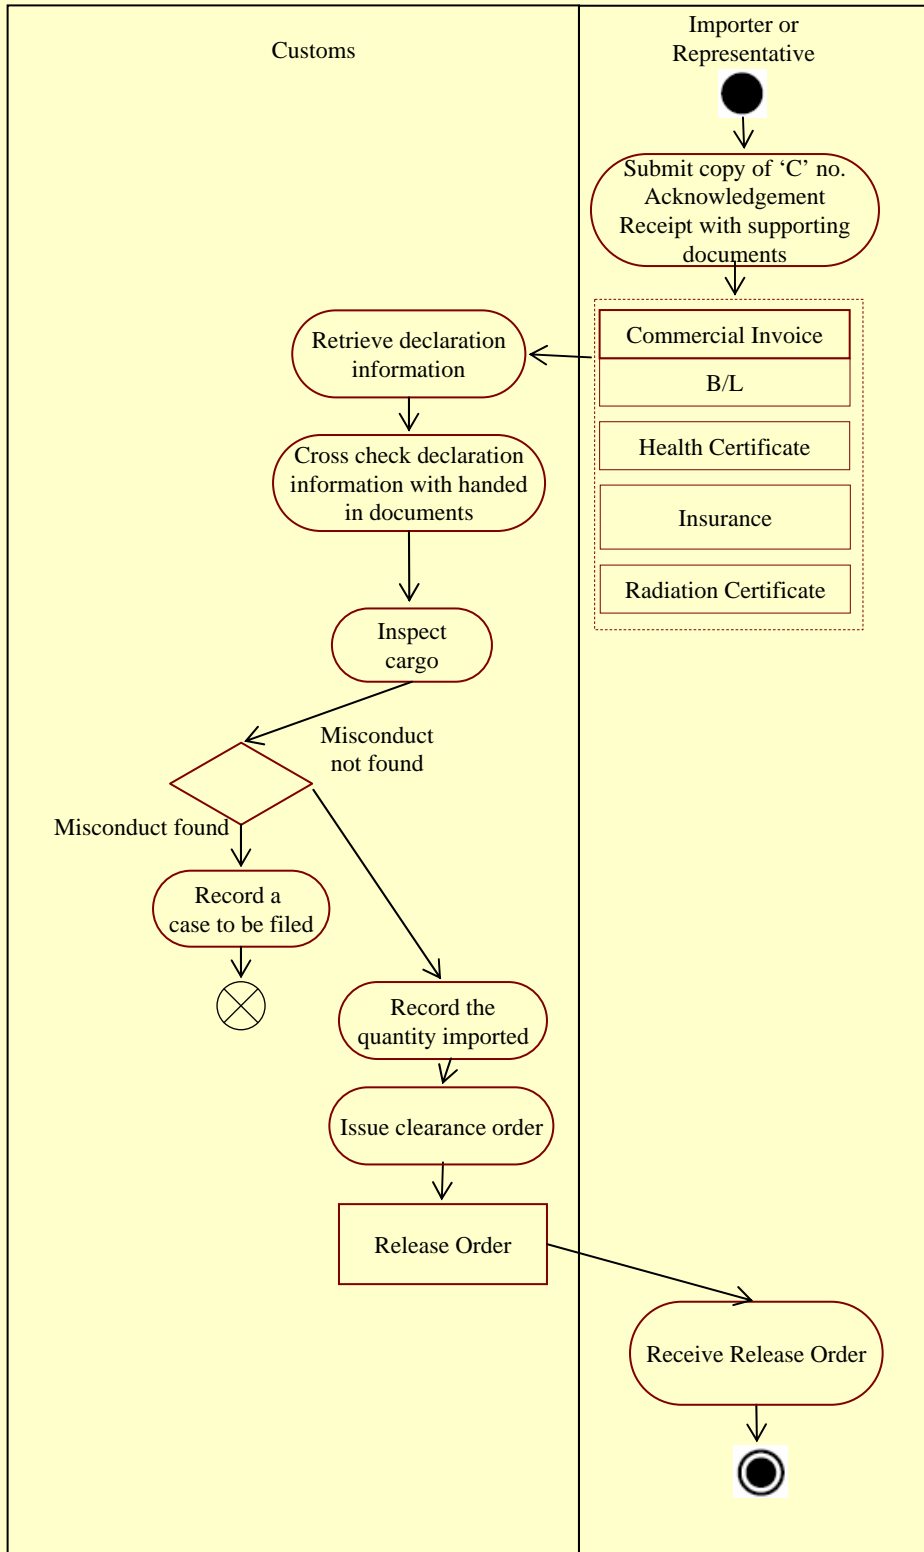 Customs
Importer or
Representative
Submit copy of ‘C’ no.
Acknowledgement
Receipt with supporting
documents
Commercial Invoice
B/L
Health Certificate
Insurance
Radiation Certificate
Retrieve declaration
information
Cross check declaration
information with handed
in documents
Inspect
cargo
Misconduct
not found
Misconduct found
Record a
case to be filed
Record the
quantity imported
Issue clearance order
Release Order
Receive Release Order